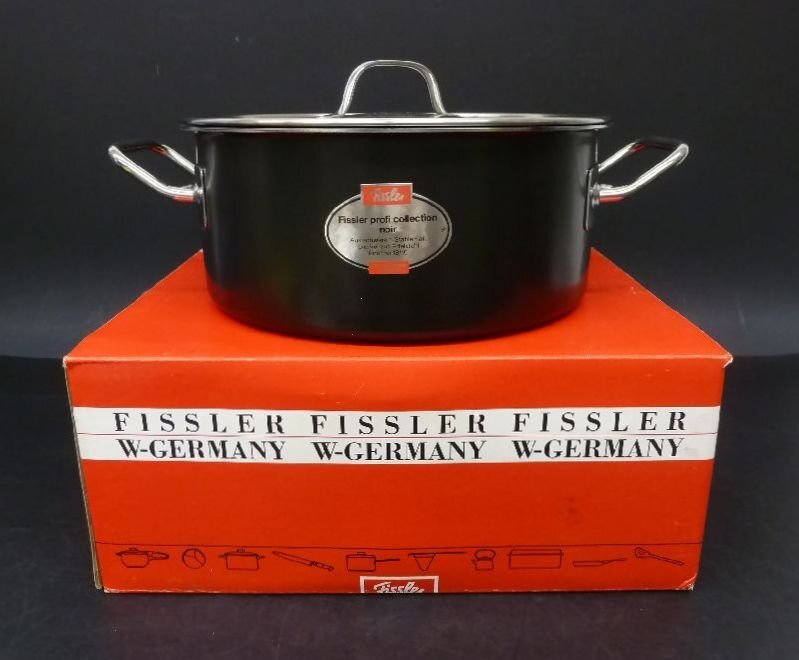 Fissler
Fissler profi collection
noir
FISSLER FISSLER FISSLER
W-GERMANY W-GERMANY W-GERMANY
Fissler